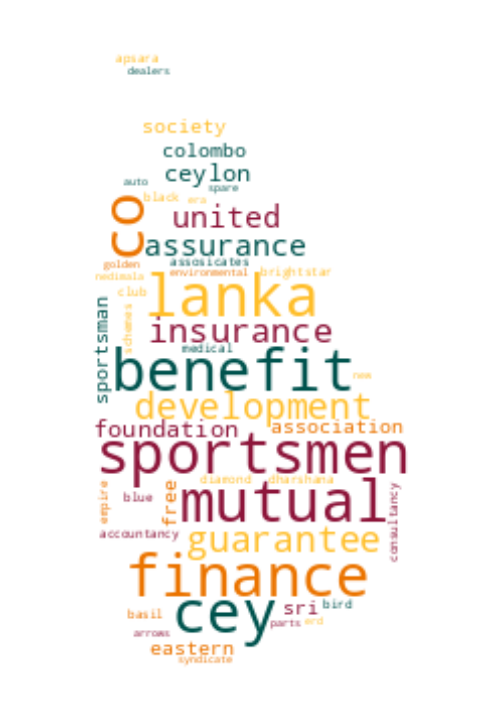 apsara
dealers
society
colombo
ceylon
auto
spare
black
era
co
united
assurance
assosicates
golden
environmental
brightstar
nedimala
club
lanka
sportsman
schemes
insurance
medical
benefit
new
development
foundation
association
sportsmen
diamond
dharshana
empire
blue
free
mutual
consultancy
accountancy
guarantee
finance
cey
sri
bird
basil
parts
erd
arrows
eastern
syndicate